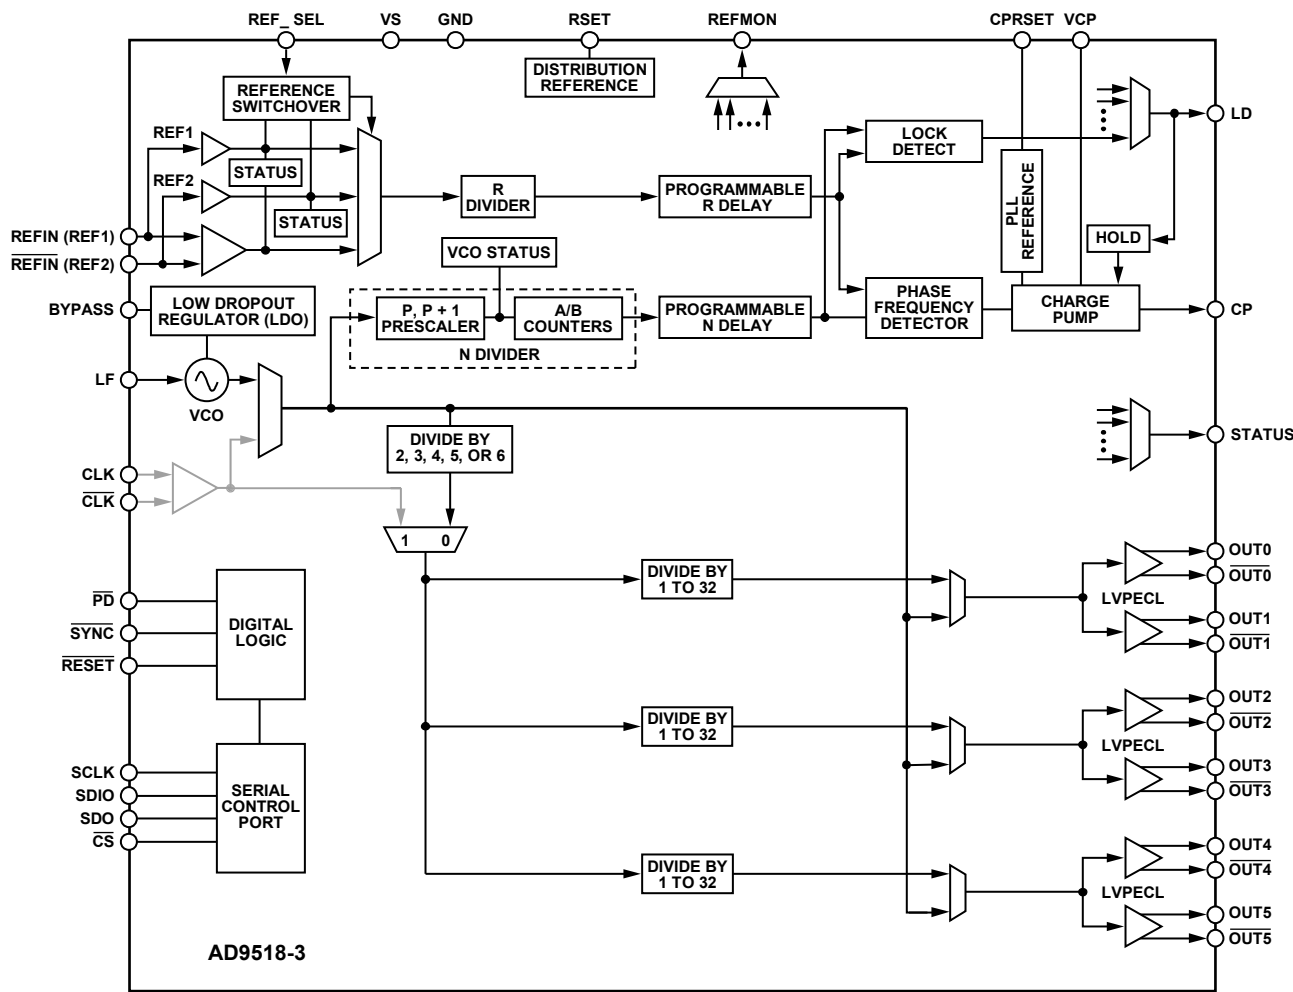 REF_ SEL
VS
GND
RSET
REFMON
CPRSET
VCP
DISTRIBUTION
REFERENCE
REFERENCE
SWITCHOVER
REF1
STATUS
REF2
STATUS
R
DIVIDER
PROGRAMMABLE
R DELAY
LOCK
DETECT
LD
PLL
REFERENCE
HOLD
REFIN (REF1)
REFIN (REF2)
BYPASS
LOW DROPOUT
REGULATOR (LDO)
VCO STATUS
P, P + 1
PRESCALER
A/B
COUNTERS
N DIVIDER
PROGRAMMABLE
N DELAY
PHASE
FREQUENCY
DETECTOR
CHARGE
PUMP
CP
LF
VCO
DIVIDE BY
2, 3, 4, 5, OR 6
STATUS
CLK
CLK
1 0
PD
SYNC
RESET
DIGITAL
LOGIC
DIVIDE BY
1 TO 32
LVPECL
OUT0
OUT0
OUT1
OUT1
DIVIDE BY
1 TO 32
LVPECL
OUT2
OUT2
OUT3
OUT3
SCLK
SDIO
SDO
CS
SERIAL
CONTROL
PORT
DIVIDE BY
1 TO 32
LVPECL
OUT4
OUT4
OUT5
OUT5
AD9518-3